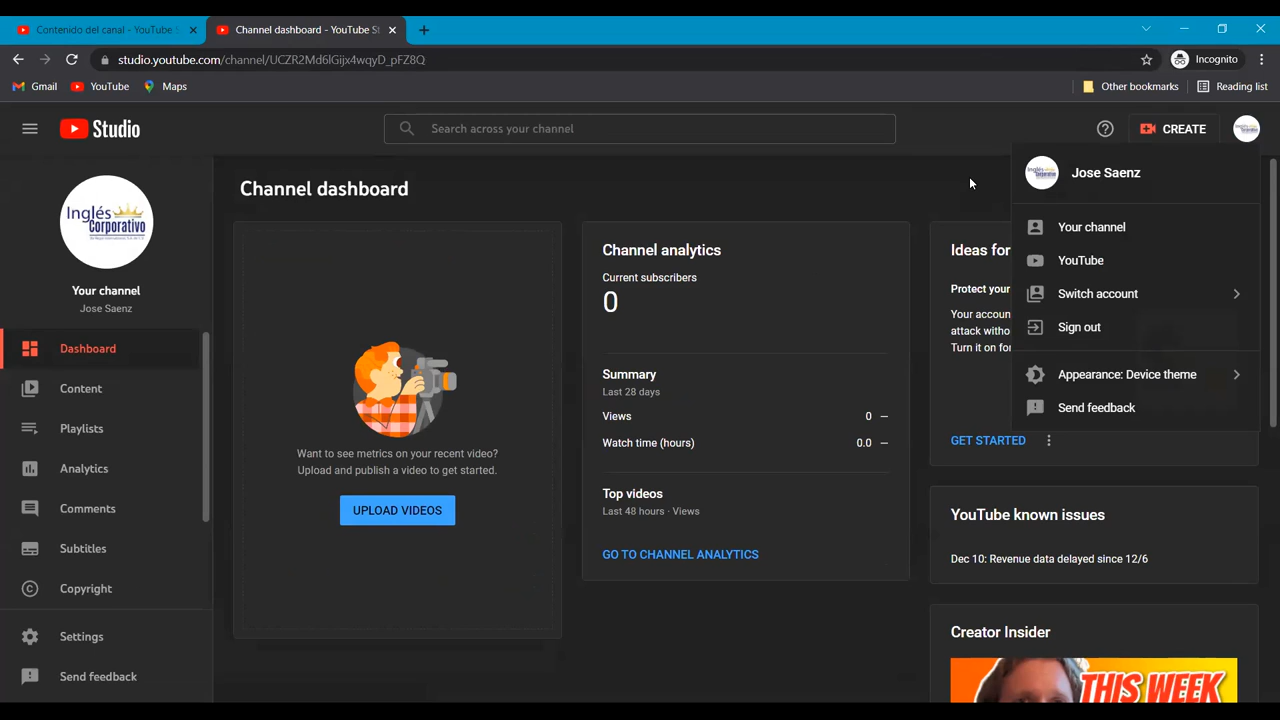 Contenido del canal - YouTube S
Channel dashboard - YouTube St
studio.youtube.com/channel/UCZR2Md6lGijx4wqyD_pFZ8Q
Incognito
Gmail
YouTube
Maps
Other bookmarks
Reading list
Studio
Search across your channel
CREATE
Inglés
Corporativo
Your channel
Jose Saenz
Dashboard
Content
Playlists
Analytics
Comments
Subtitles
Copyright
Settings
Send feedback
Channel dashboard
Want to see metrics on your recent video?
Upload and publish a video to get started.
UPLOAD VIDEOS
Channel analytics
Current subscribers
0
Summary
Last 28 days
Views 0 —
Watch time (hours) 0.0 —
Top videos
Last 48 hours · Views
GO TO CHANNEL ANALYTICS
Ideas for
Protect your
Your accoun
attack witho
Turn it on for
GET STARTED
Jose Saenz
Your channel
YouTube
Switch account
Sign out
Appearance: Device theme
Send feedback
YouTube known issues
Dec 10: Revenue data delayed since 12/6
Creator Insider
THIS WEEK